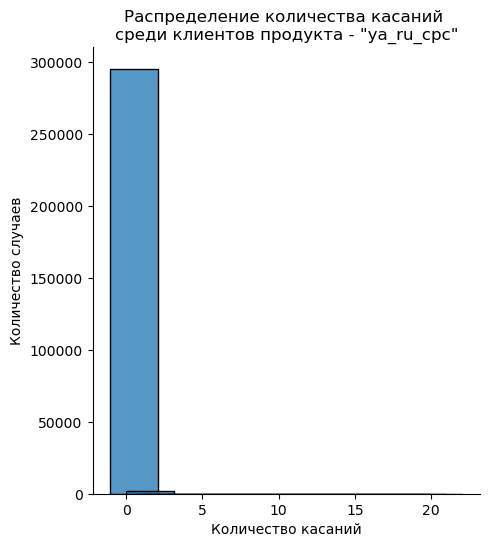 Распределение количества касаний
среди клиентов продукта - "ya_ru_cpc"
300000
250000
200000
150000
100000
50000
0
Количество случаев
0 5 10 15 20
Количество касаний